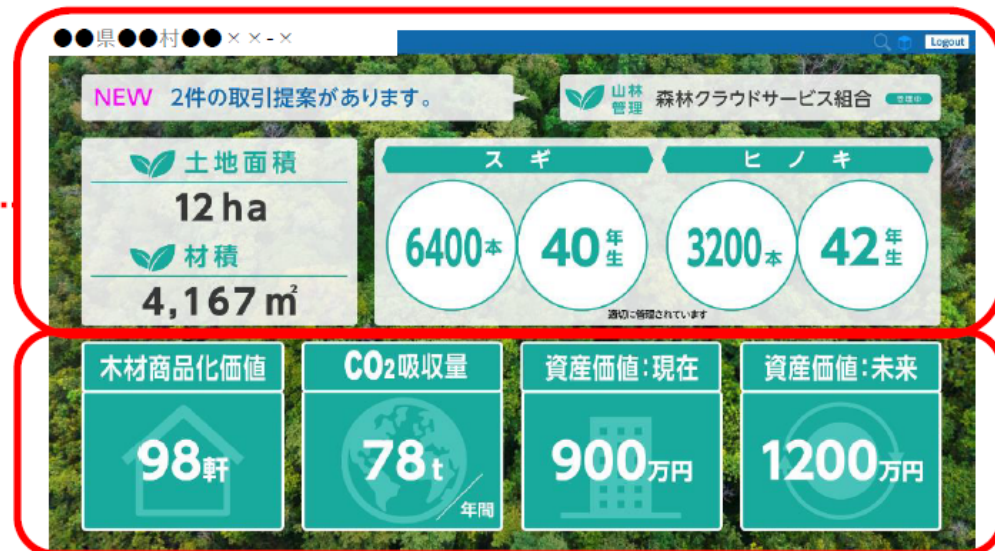 ●●県●●村●●××-×
Logout
NEW 2件の取引提案があります。
山林管理 森林クラウドサービス組合 管理中
土地面積
12ha
材積
4,167㎡
スギ
6400本
40年生
ヒノキ
3200本
42年生
適切に管理されています
木材商品化価値
98軒
CO2吸収量
78t/年間
資産価値:現在
900万円
資産価値:未来
1200万円